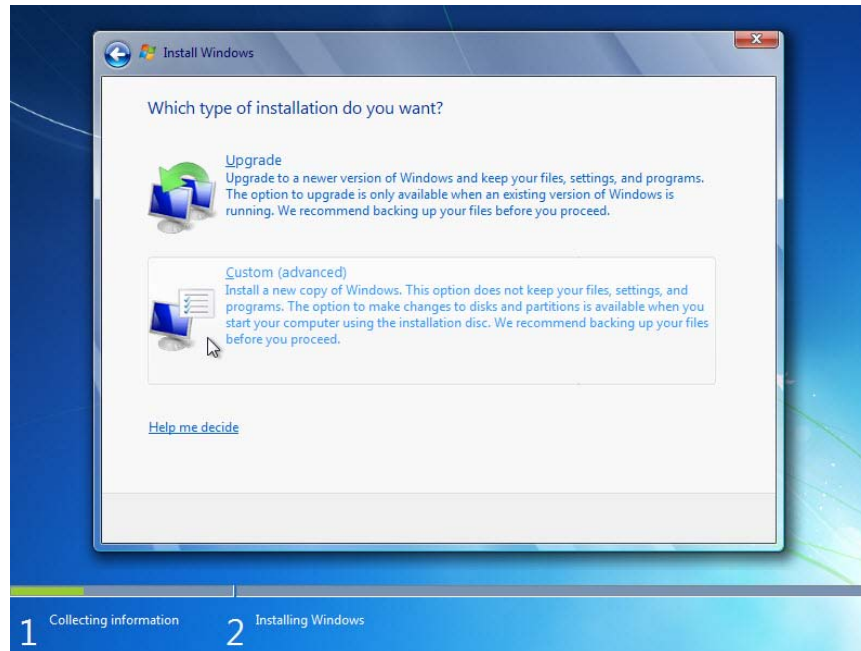 Install Windows
Which type of installation do you want?
Upgrade
Upgrade to a newer version of Windows and keep your files, settings, and programs.
The option to upgrade is only available when an existing version of Windows is
running. We recommend backing up your files before you proceed.
Custom (advanced)
Install a new copy of Windows. This option does not keep your files, settings, and
programs. The option to make changes to disks and partitions is available when you
start your computer using the installation disc. We recommend backing up your files
before you proceed.
Help me decide
1 Collecting information
2 Installing Windows